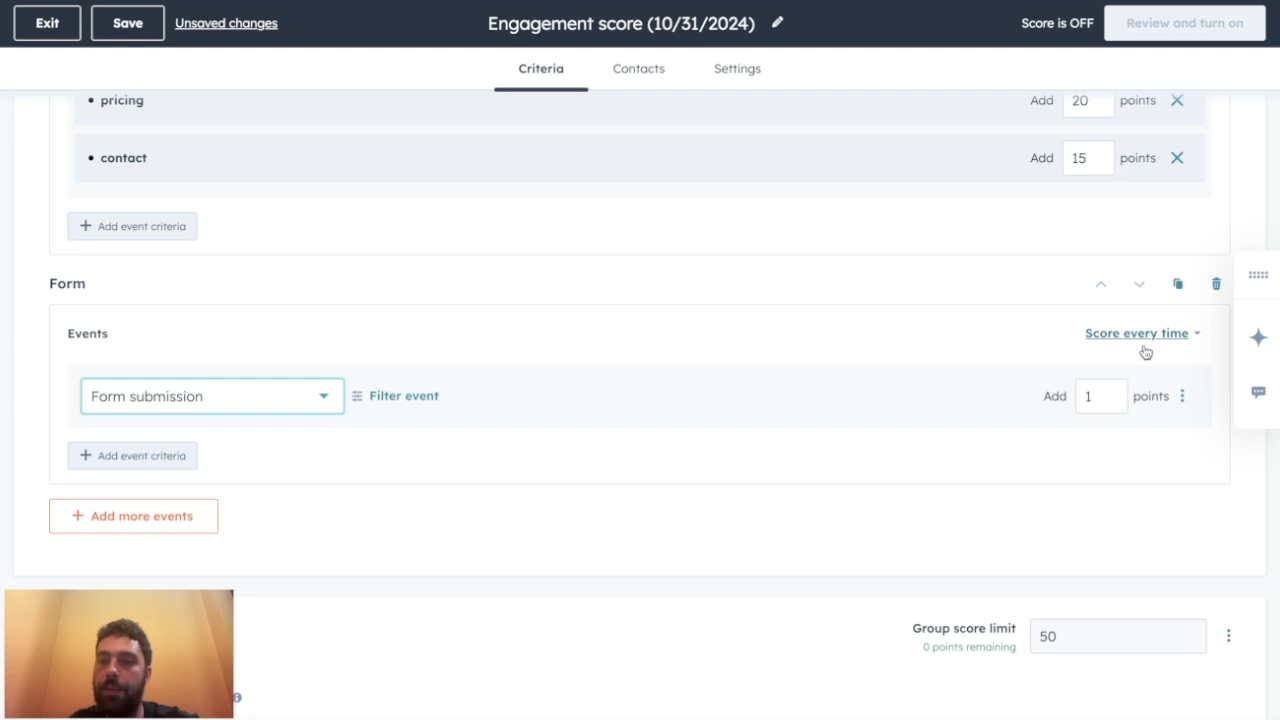 Exit
Save
Unsaved changes
Engagement score (10/31/2024)
Score is OFF
Review and turn on
Criteria
Contacts
Settings
• pricing
Add 20 points
• contact
Add 15 points
+ Add event criteria
Form
Events
Score every time
Form submission
Filter event
Add 1 points
+ Add event criteria
+ Add more events
Group score limit
50
0 points remaining